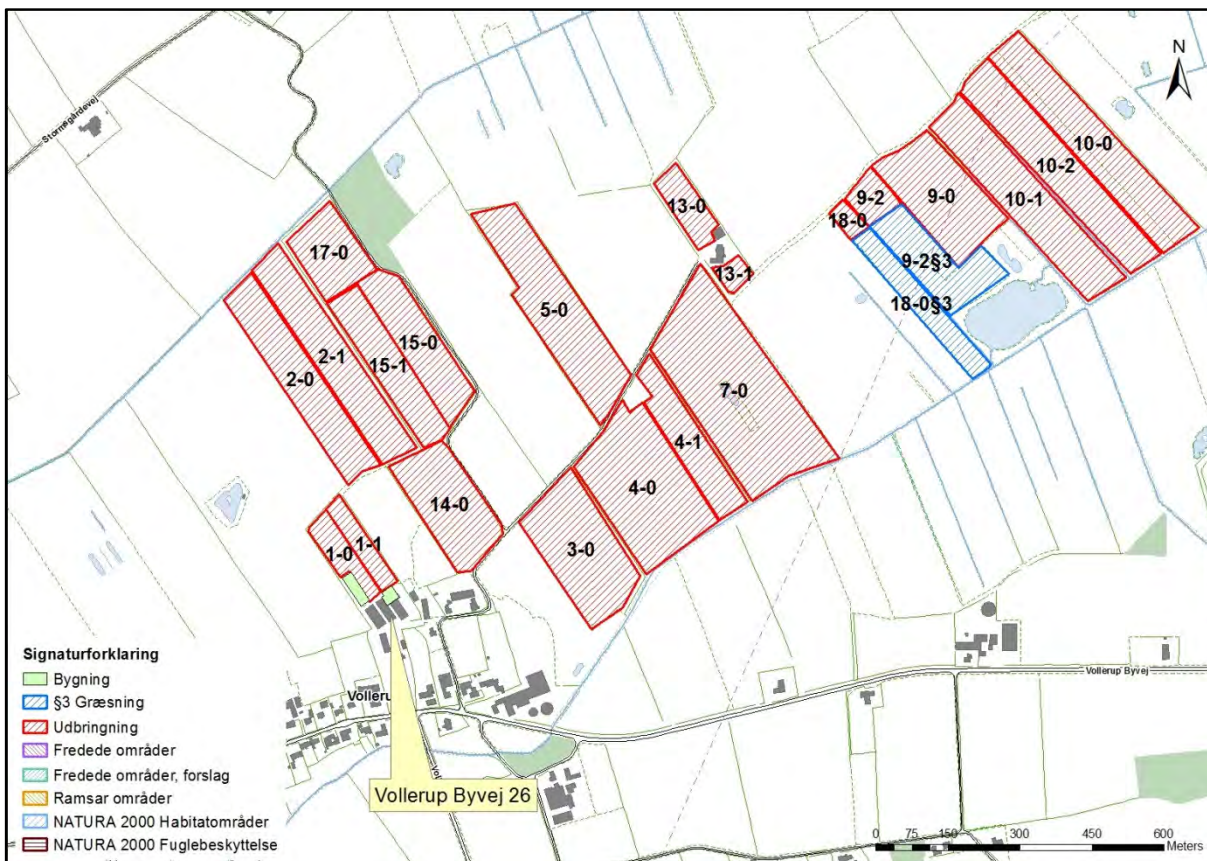 N
Stormøgårdevej
17-0
2-1
2-0
15-1
15-0
14-0
1-0
1-1
5-0
13-0
13-1
7-0
4-1
4-0
3-0
18-0
9-2
9-0
9-2§3
18-0§3
10-1
10-2
10-0
Vollerup Byvej
Vollerup Byvej 26
Signaturforklaring
Bygning
§3 Græsning
Udbringning
Fredede områder
Fredede områder, forslag
Ramsar områder
NATURA 2000 Habitatområder
NATURA 2000 Fuglebeskyttelse
0 75 150 300 450 600
Meters